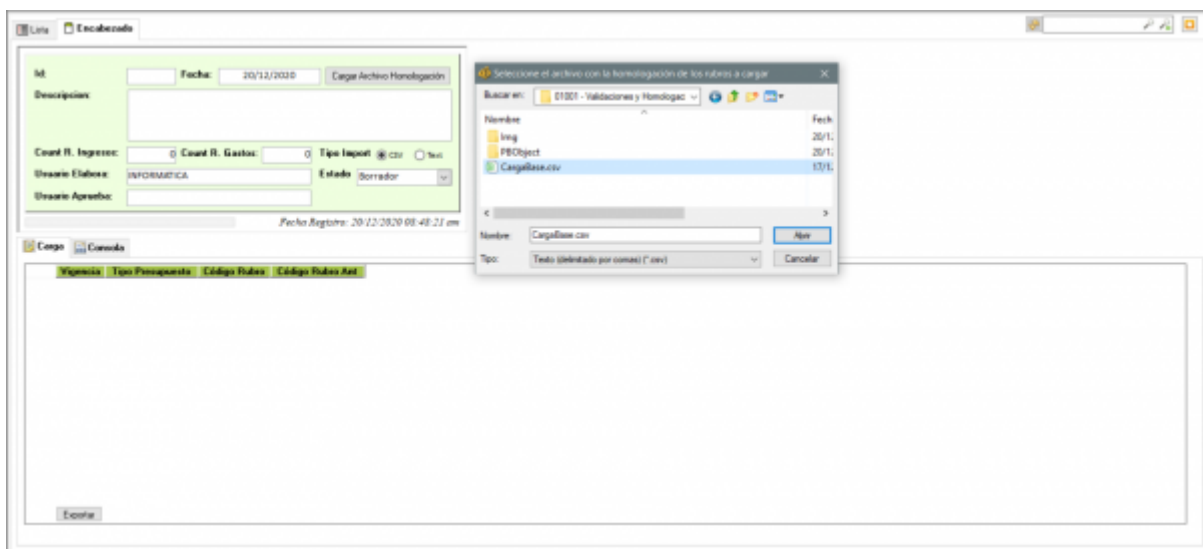 Lista Encabezado
Id: Fecha: 20/12/2020 Cargar Archivo Homologación
Descripcion:
Count R. Ingresos: 0 Count R. Gastos: 0 Tipo Import CSV Text
Usuario Elabora: INFORMATICA Estado Borrador
Usuario Aprueba:
Fecha Registro: 20/12/2020 08:48:21 am
Seleccione el archivo con la homologación de los rubros a cargar
Buscar en: 01001 - Validaciones y Homologac
Nombre Fech
Img 20/1
PBObject 20/1
CargaBase.csv 17/1
Nombre: CargaBase.csv Abrir
Tipo: Texto (delimitado por comas) (*.csv) Cancelar
Cargo Consola
Vigencia Tipo Presupuesto Código Rubro Código Rubro Ant
Exportar